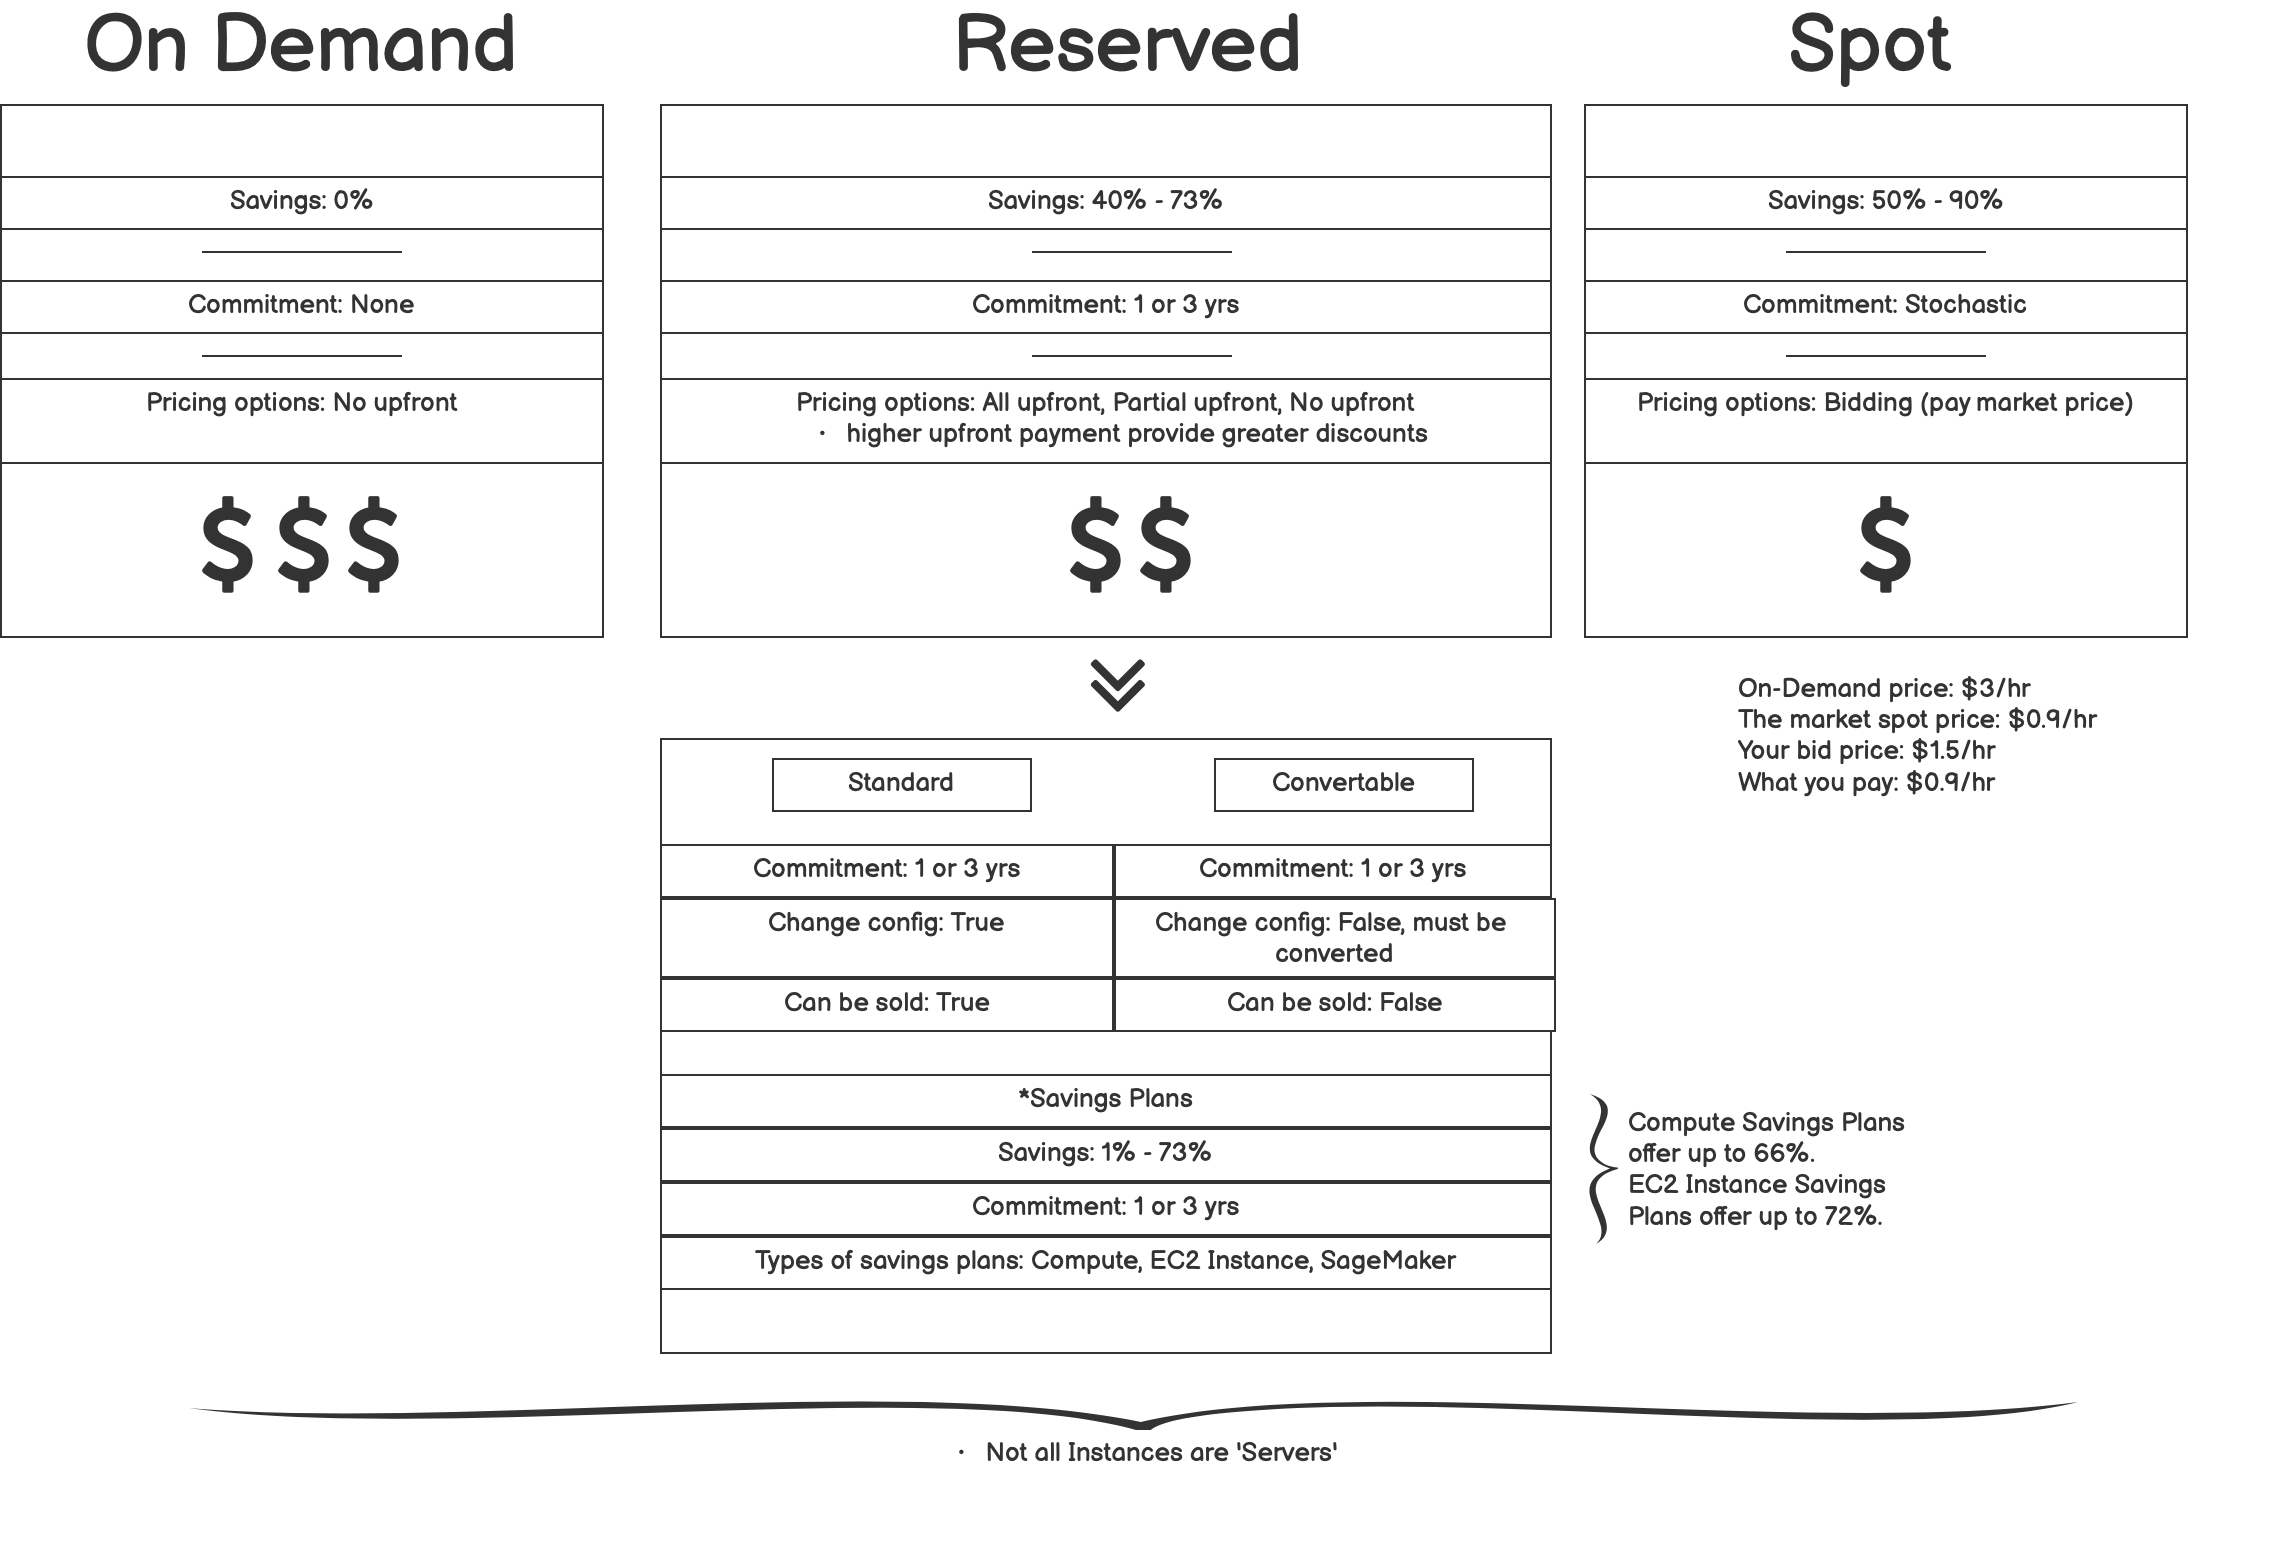 On Demand
Savings: 0%
Commitment: None
Pricing options: No upfront
$ $ $
Reserved
Savings: 40% - 73%
Commitment: 1 or 3 yrs
Pricing options: All upfront, Partial upfront, No upfront
• higher upfront payment provide greater discounts
$ $
Standard
Convertable
Commitment: 1 or 3 yrs
Commitment: 1 or 3 yrs
Change config: True
Change config: False, must be
converted
Can be sold: True
Can be sold: False
*Savings Plans
Savings: 1% - 73%
Commitment: 1 or 3 yrs
Types of savings plans: Compute, EC2 Instance, SageMaker
Compute Savings Plans
offer up to 66%.
EC2 Instance Savings
Plans offer up to 72%.
Spot
Savings: 50% - 90%
Commitment: Stochastic
Pricing options: Bidding (pay market price)
$
On-Demand price: $3/hr
The market spot price: $0.9/hr
Your bid price: $1.5/hr
What you pay: $0.9/hr
• Not all Instances are 'Servers'